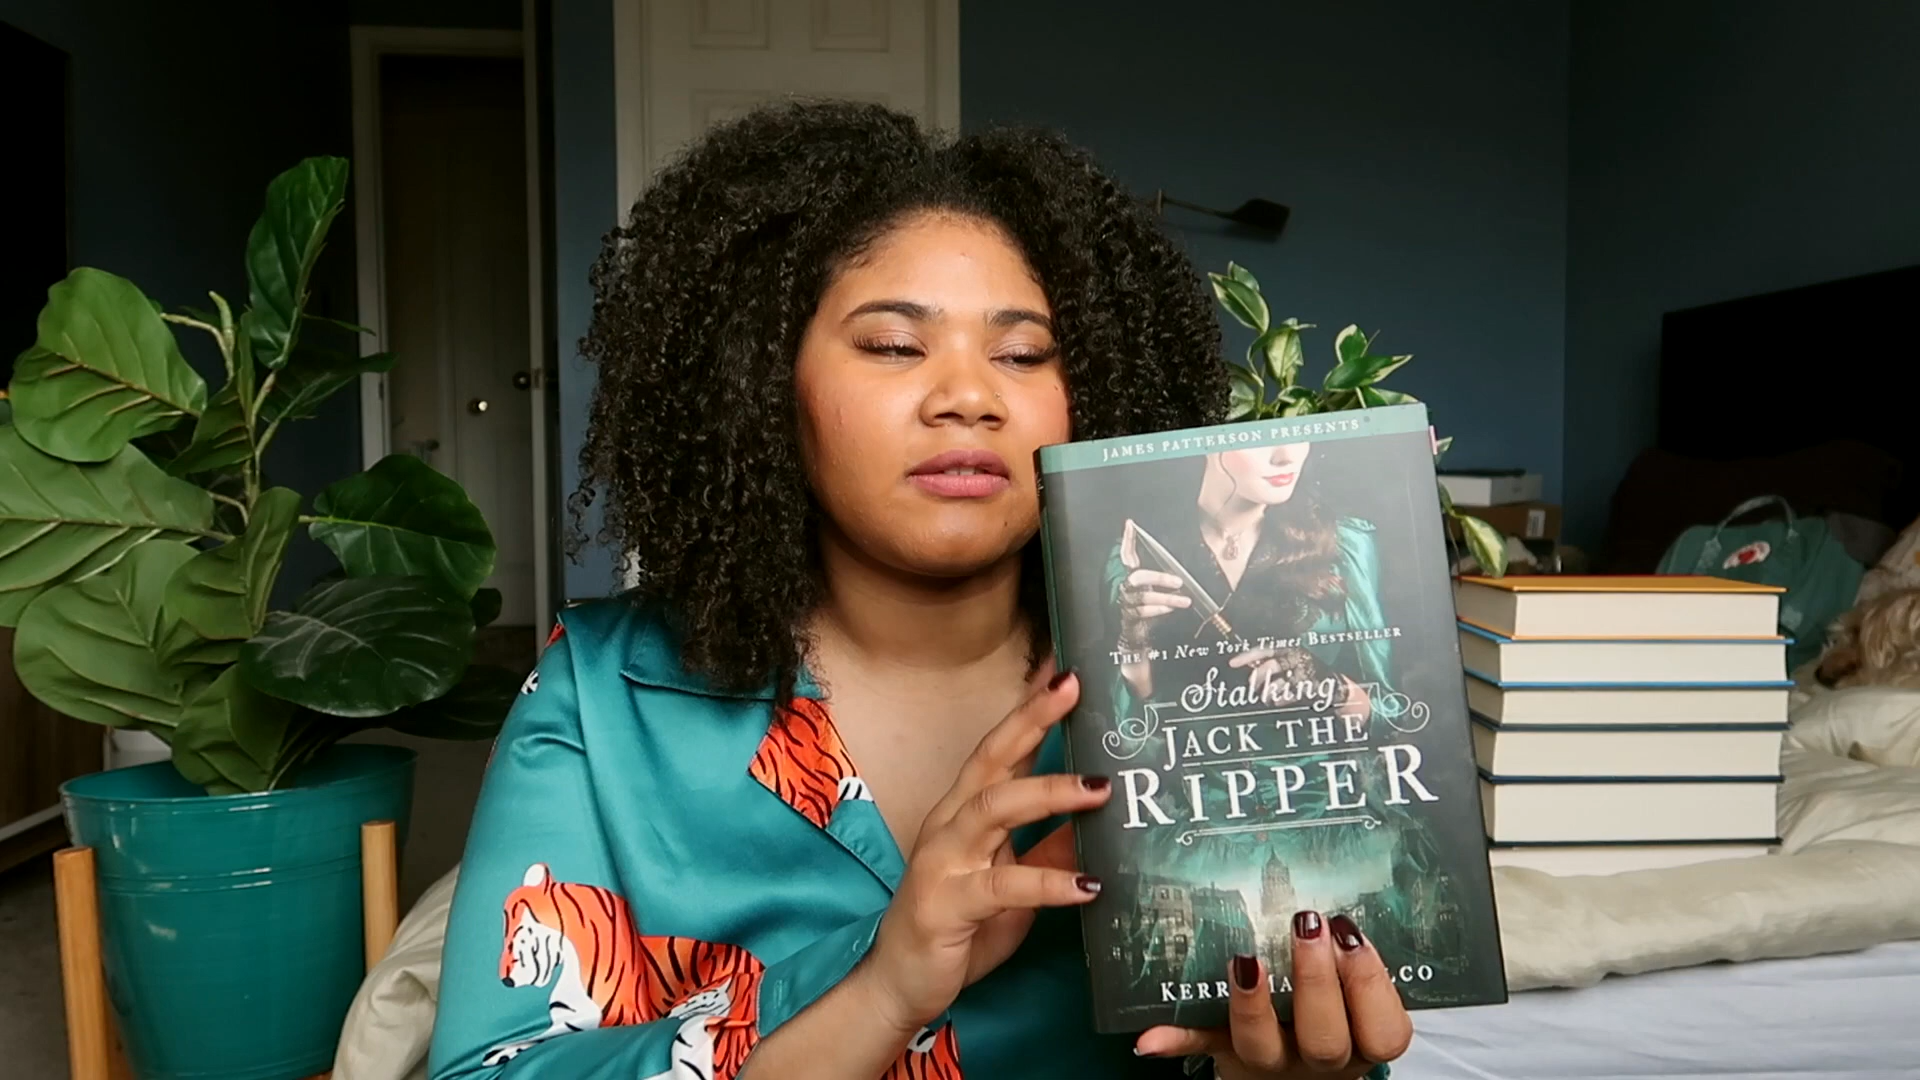 JAMES PATTERSON PRESENTS
THE #1 New York Times BESTSELLER
Stalking
JACK THE
RIPPER